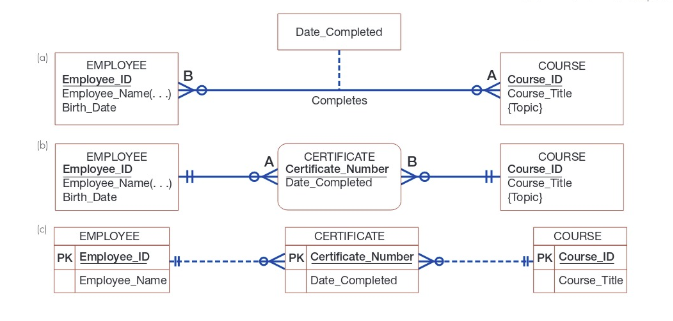 Date_Completed
(a)
EMPLOYEE
Employee_ID
Employee_Name(. . .)
Birth_Date
B
Completes
A
COURSE
Course_ID
Course_Title
{Topic}
(b)
EMPLOYEE
Employee_ID
Employee_Name(. . .)
Birth_Date
A
CERTIFICATE
Certificate_Number
Date_Completed
B
COURSE
Course_ID
Course_Title
{Topic}
(c)
EMPLOYEE
PK Employee_ID
Employee_Name
CERTIFICATE
PK Certificate_Number
Date_Completed
COURSE
PK Course_ID
Course_Title